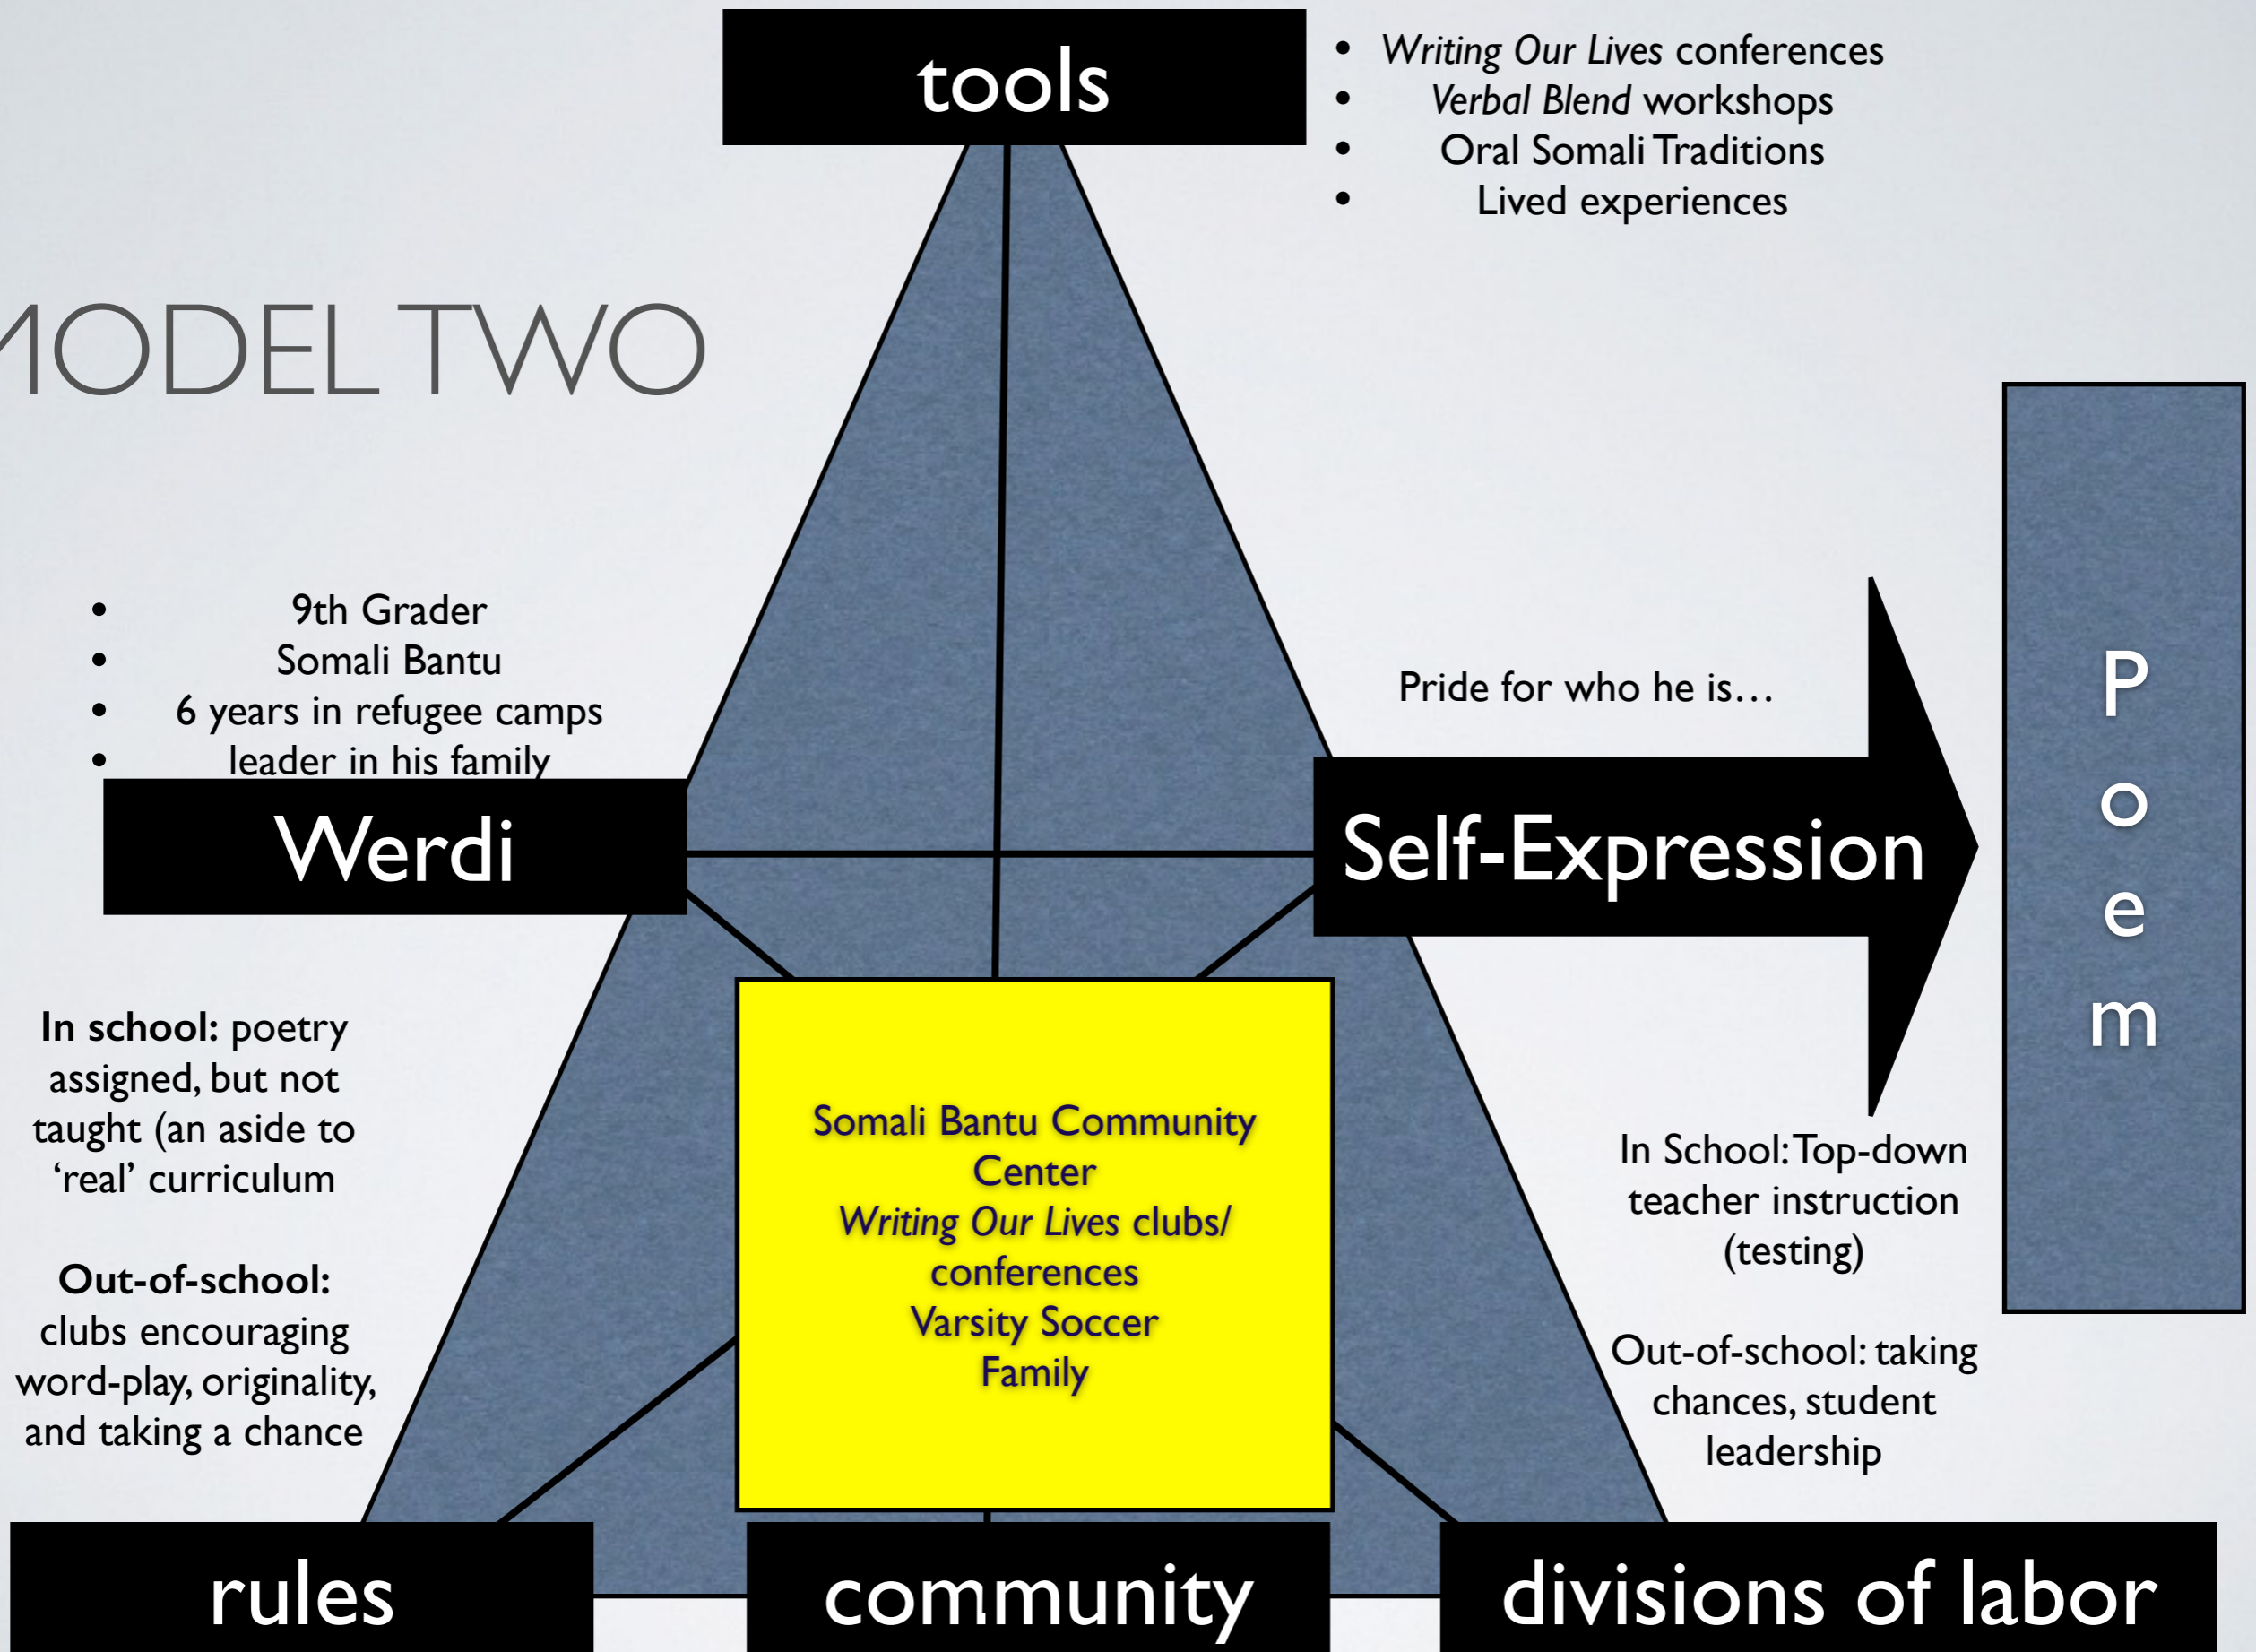 tools
• Writing Our Lives conferences
• Verbal Blend workshops
• Oral Somali Traditions
• Lived experiences
MODEL TWO
• 9th Grader
• Somali Bantu
• 6 years in refugee camps
• leader in his family
Werdi
Pride for who he is…
Self-Expression
Poem
In school: poetry
assigned, but not
taught (an aside to
‘real’ curriculum
Out-of-school:
clubs encouraging
word-play, originality,
and taking a chance
Somali Bantu Community
Center
Writing Our Lives clubs/
conferences
Varsity Soccer
Family
In School: Top-down
teacher instruction
(testing)
Out-of-school: taking
chances, student
leadership
rules
community
divisions of labor